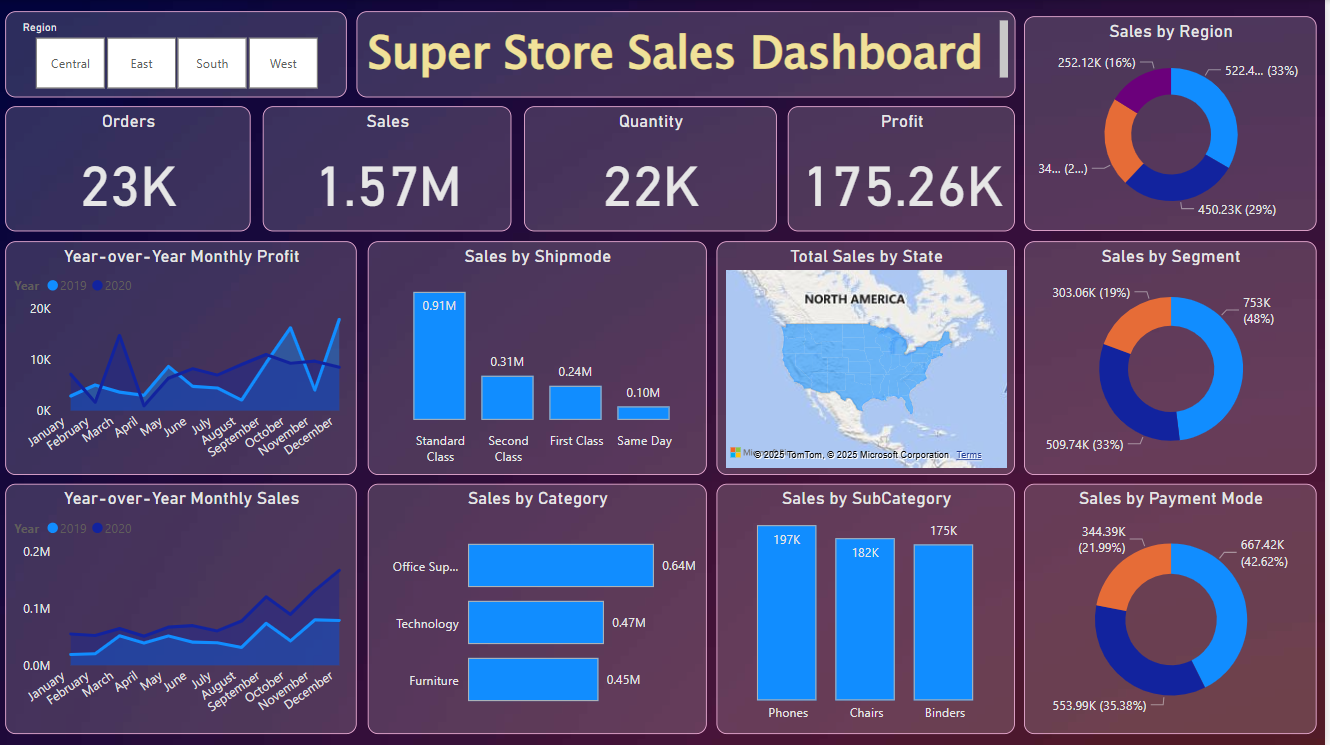 Region
Central
East
South
West
Super Store Sales Dashboard
Orders
23K
Sales
1.57M
Quantity
22K
Profit
175.26K
Sales by Region
252.12K (16%)
522.4... (33%)
34... (2...)
450.23K (29%)
Year-over-Year Monthly Profit
Year 2019 2020
20K
10K
0K
January
February
March
April
May
June
July
August
September
October
November
December
Sales by Shipmode
0.91M
0.31M
0.24M
0.10M
Standard
Class
Second
Class
First Class
Same Day
Total Sales by State
NORTH AMERICA
© 2025 TomTom, © 2025 Microsoft Corporation Terms
Sales by Segment
303.06K (19%)
753K
(48%)
509.74K (33%)
Year-over-Year Monthly Sales
Year 2019 2020
0.2M
0.1M
0.0M
January
February
March
April
May
June
July
August
September
October
November
December
Sales by Category
Office Sup...
0.64M
Technology
0.47M
Furniture
0.45M
Sales by SubCategory
197K
182K
175K
Phones
Chairs
Binders
Sales by Payment Mode
344.39K
(21.99%)
667.42K
(42.62%)
553.99K (35.38%)